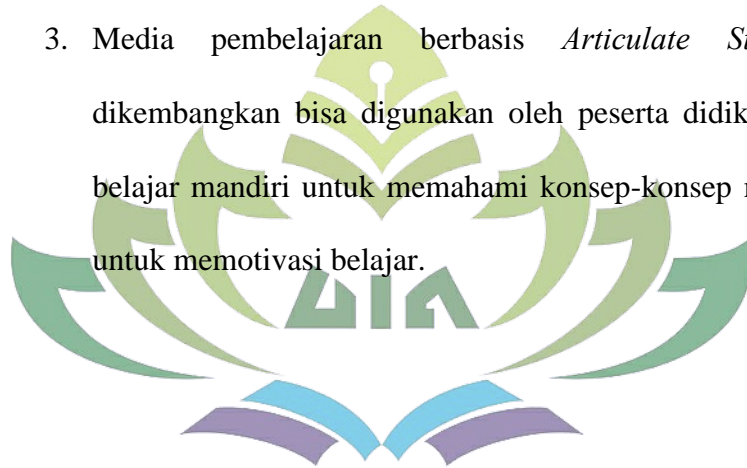 3. Media pembelajaran berbasis Articulate
dikembangkan bisa digunakan oleh peserta didik
belajar mandiri untuk memahami konsep-konsep
untuk memotivasi belajar.
UIN